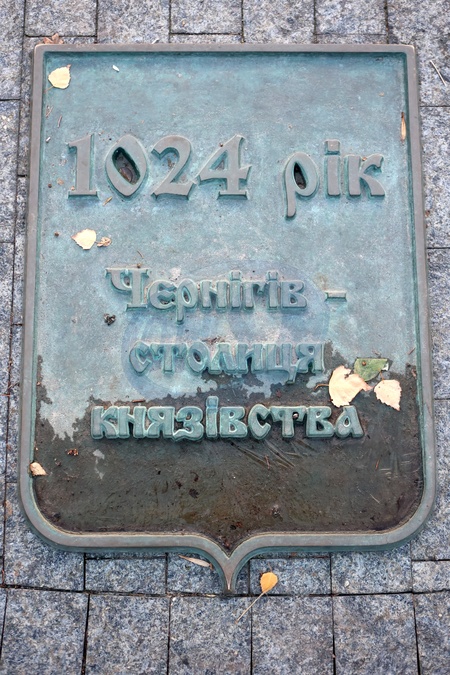 1024 рік
Чернігів -
столиця
князівства